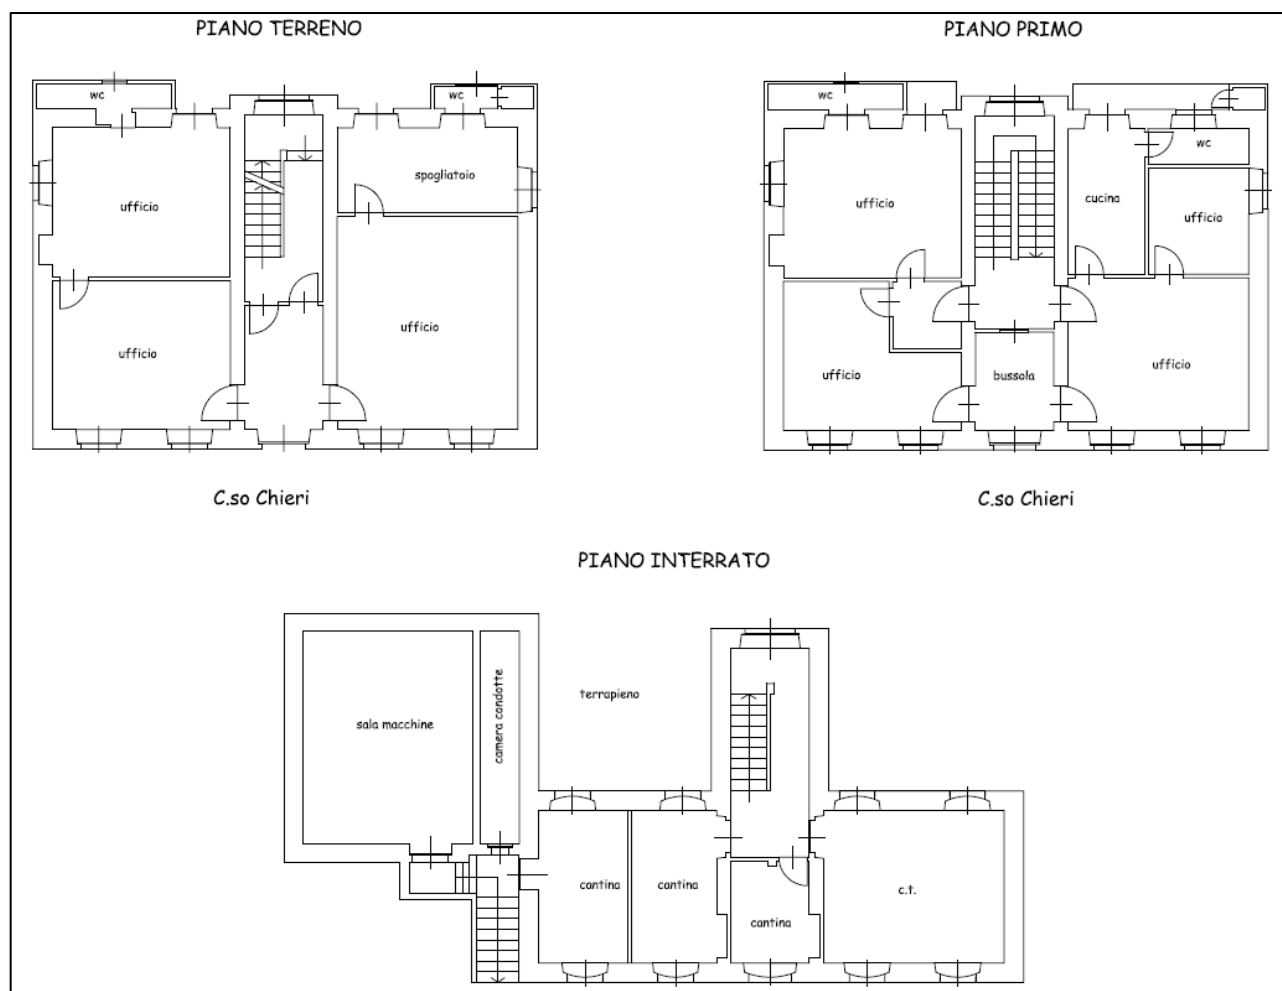 PIANO TERRENO
PIANO PRIMO
wc
wc
spogliatoio
ufficio
ufficio
ufficio
C.so Chieri
wc
wc
cucina
ufficio
ufficio
ufficio
ufficio
bussola
C.so Chieri
PIANO INTERRATO
sala macchine
camera condotte
terrapieno
cantina
cantina
cantina
c.t.